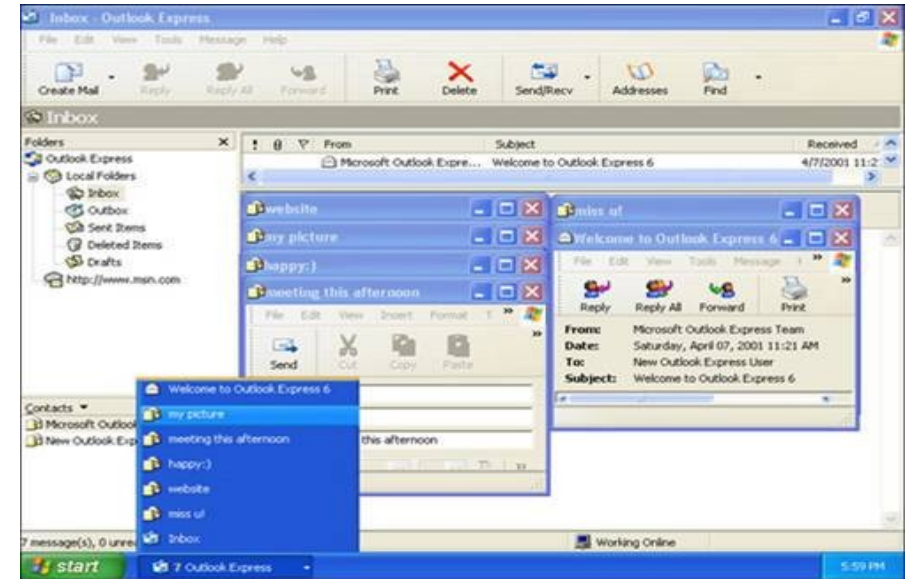 Inbox - Outlook Express
File Edit View Tools Message Help
Create Mail Reply Reply All Forward Print Delete Send/Recv Addresses Find
Inbox
Folders
! From Subject Received
Outlook Express
Microsoft Outlook Expre... Welcome to Outlook Express 6 4/7/2001 11:2
Local Folders
Inbox
Outbox
Sent Items
Deleted Items
Drafts
http://www.msn.com
website
my picture
happy:)
meeting this afternoon
File Edit View Insert Format T
Send Cut Copy Paste
this afternoon
miss u!
Welcome to Outlook Express 6
File Edit View Tools Message
Reply Reply All Forward Print
From: Microsoft Outlook Express Team
Date: Saturday, April 07, 2001 11:21 AM
To: New Outlook Express User
Subject: Welcome to Outlook Express 6
Contacts
Microsoft Outlool
New Outlook Exp
Welcome to Outlook Express 6
my picture
meeting this afternoon
happy:)
website
miss u!
Inbox
7 message(s), 0 unre
Working Online
start
7 Outlook Express
5:59 PM